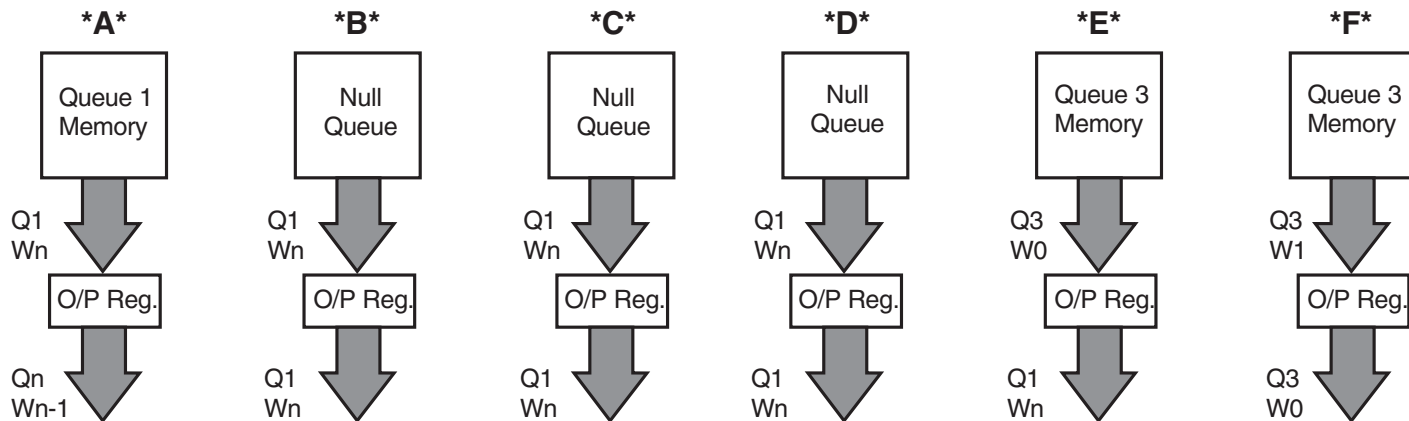 *A* *B* *C* *D* *E* *F*
Queue 1 Null Null Null Queue 3 Queue 3
Memory Queue Queue Queue Memory Memory
Q1 Q1 Q1 Q1 Q3 Q3
Wn Wn Wn Wn W0 W1
O/P Reg. O/P Reg. O/P Reg. O/P Reg. O/P Reg. O/P Reg.
Qn Q1 Q1 Q1 Q1 Q3
Wn-1 Wn Wn Wn Wn W0